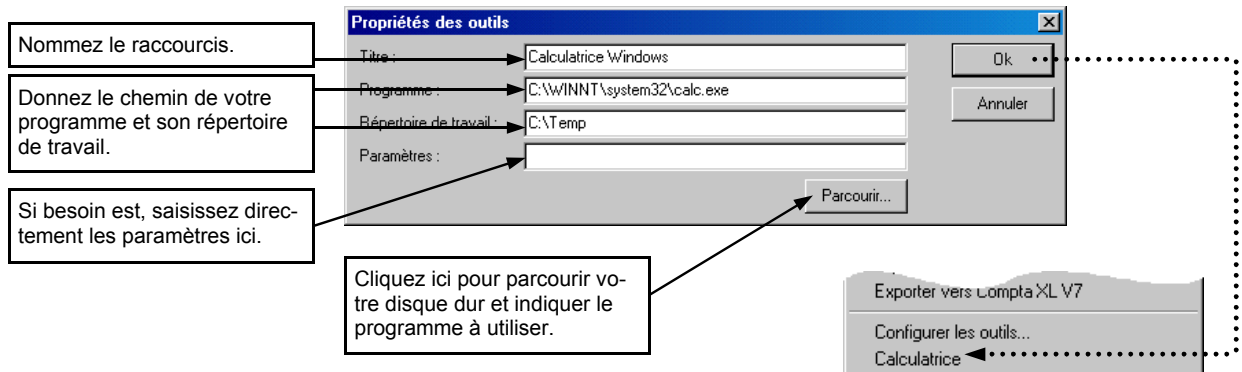 Propriétés des outils
Nommez le raccourcis.
Titre :
Calculatrice Windows
Ok
Donnez le chemin de votre
programme et son répertoire
de travail.
Programme :
C:\WINNT\system32\calc.exe
Annuler
Répertoire de travail :
C:\Temp
Paramètres :
Si besoin est, saisissez direc-
tement les paramètres ici.
Parcourir...
Cliquez ici pour parcourir vo-
tre disque dur et indiquer le
programme à utiliser.
Exporter vers Compta XL V7
Configurer les outils...
Calculatrice